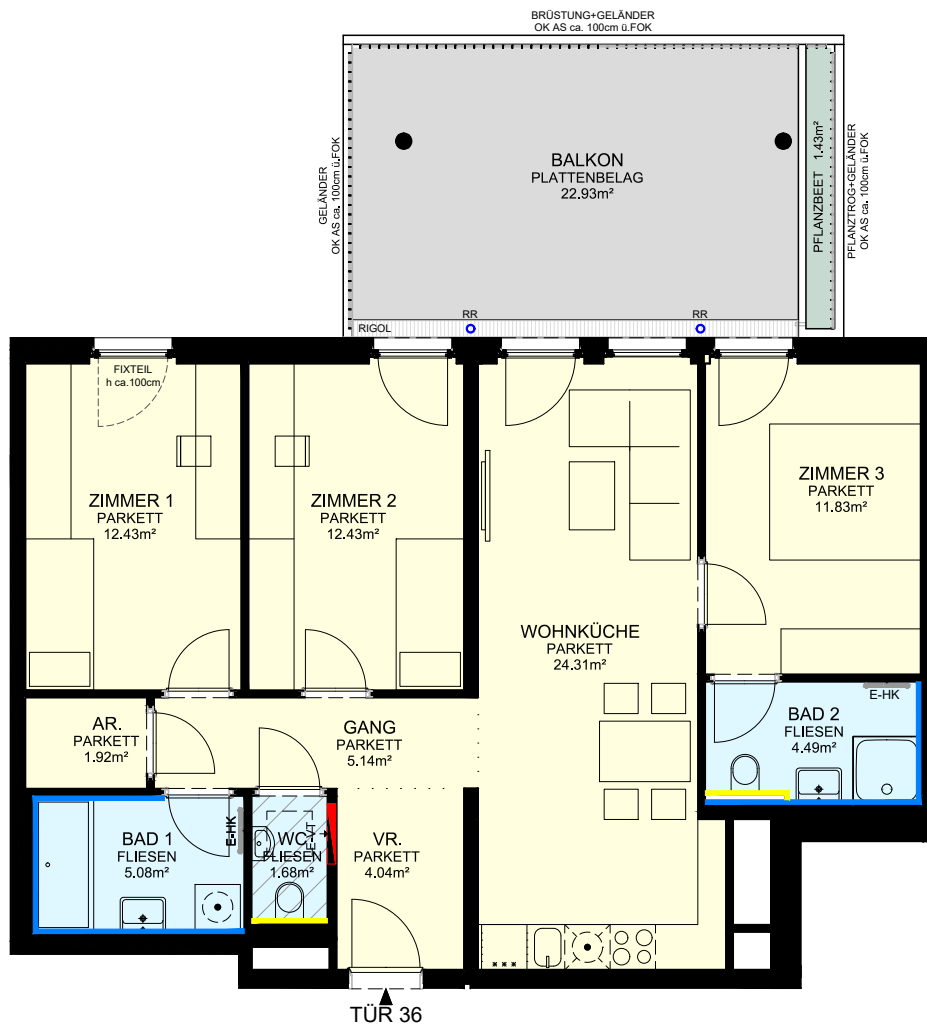 BRÜSTUNG+GELÄNDER
OK AS ca. 100cm ü.FOK
GELÄNDER
OK AS ca. 100cm ü.FOK
BALKON
PLATTENBELAG
22.93m²
PFLANZBEET 1.43m²
PFLANZTROG+GELÄNDER
OK AS ca. 100cm ü.FOK
RIGOL
RR
RR
FIXTEIL
h ca.100cm
ZIMMER 1
PARKETT
12.43m²
ZIMMER 2
PARKETT
12.43m²
ZIMMER 3
PARKETT
11.83m²
WOHNKÜCHE
PARKETT
24.31m²
E-HK
BAD 2
FLIESEN
4.49m²
AR.
PARKETT
1.92m²
GANG
PARKETT
5.14m²
BAD 1
FLIESEN
5.08m²
E-HK
WC
FLIESEN
1.68m²
E-VT
VR.
PARKETT
4.04m²
TÜR 36